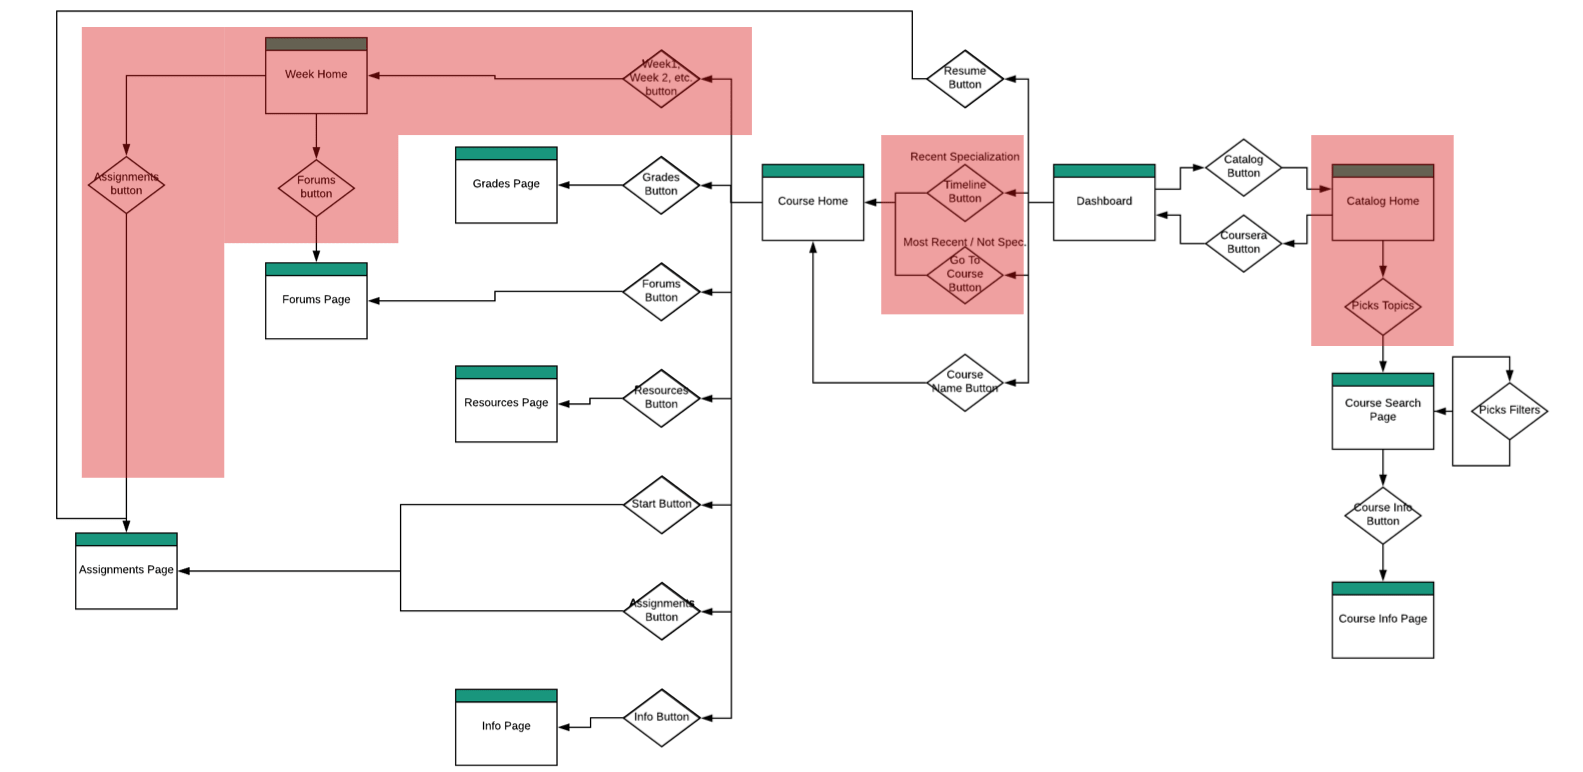 Week Home
Week1,
Week 2, etc.
button
Resume
Button
Assignments
button
Forums
button
Grades Page
Grades
Button
Course Home
Recent Specialization
Timeline
Button
Most Recent / Not Spec.
Go To
Course
Button
Dashboard
Catalog
Button
Coursera
Button
Catalog Home
Picks Topics
Forums Page
Forums
Button
Resources Page
Resources
Button
Course
Name Button
Course Search
Page
Picks Filters
Start Button
Course Info
Button
Assignments Page
Assignments
Button
Course Info Page
Info Page
Info Button